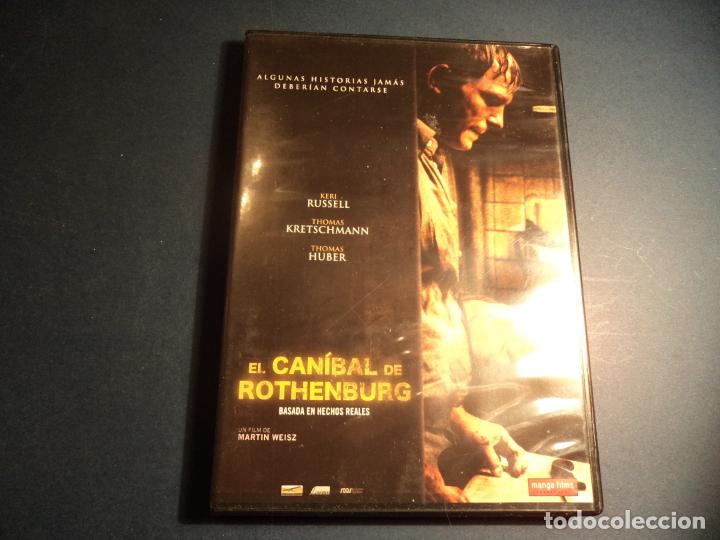 ALGUNAS HISTORIAS JAMÁS
DEBERÍAN CONTARSE
KERI
RUSSELL
THOMAS
KRETSCHMANN
THOMAS
HUBER
EL CANÍBAL DE
ROTHENBURG
BASADA EN HECHOS REALES
UN FILM DE
MARTIN WEISZ
manga films
todocoleccion